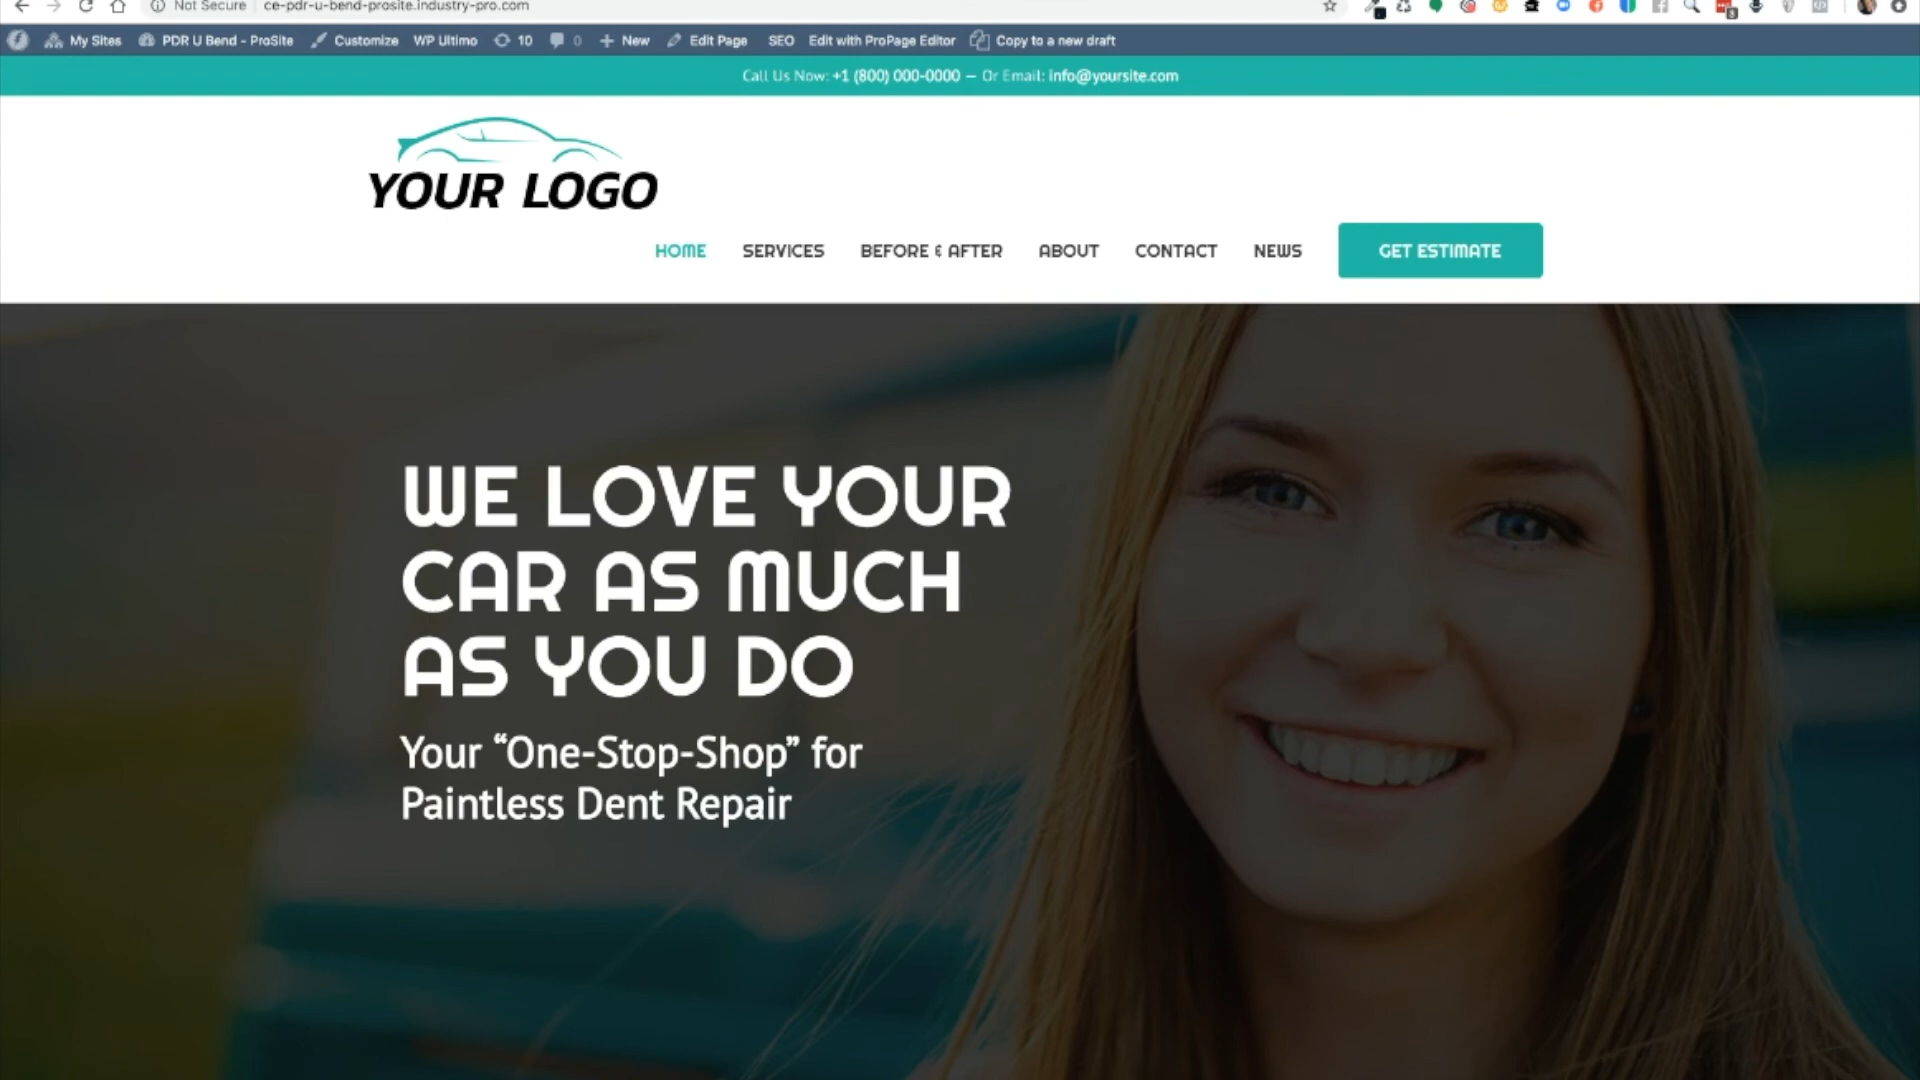 Not Secure ce-pdr-u-bend-prosite.industry-pro.com
My Sites PDR U Bend - ProSite Customize WP Ultimo 10 0 New Edit Page SEO Edit with ProPage Editor Copy to a new draft
Call Us Now: +1 (800) 000-0000 — Or Email: info@yoursite.com
YOUR LOGO
HOME SERVICES BEFORE & AFTER ABOUT CONTACT NEWS GET ESTIMATE
WE LOVE YOUR
CAR AS MUCH
AS YOU DO
Your “One-Stop-Shop” for
Paintless Dent Repair